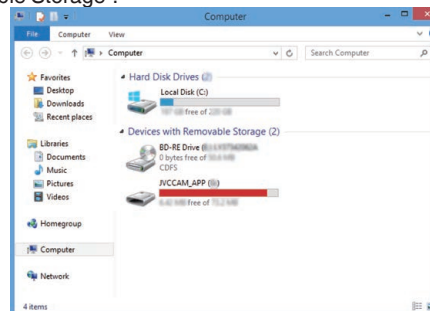 Computer
File Computer View
Computer
Search Computer
Favorites
Desktop
Downloads
Recent places
Libraries
Documents
Music
Pictures
Videos
Homegroup
Computer
Network
Hard Disk Drives (2)
Local Disk (C:)
free of
Devices with Removable Storage (2)
BD-RE Drive
0 bytes free of
CDFS
JVCCAM_APP
free of
4 items